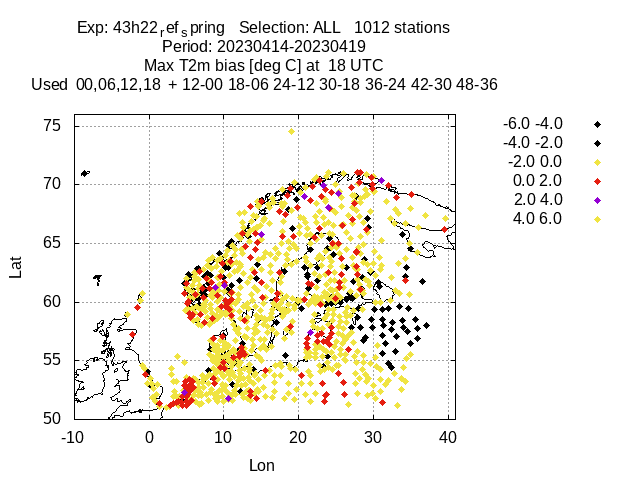 Exp: 43h22refspring   Selection: ALL   1012 stations
Period: 20230414-20230419
Max T2m bias [deg C] at  18 UTC
Used  00,06,12,18  + 12-00 18-06 24-12 30-18 36-24 42-30 48-36
-6.0 -4.0
-4.0 -2.0
-2.0 0.0
0.0 2.0
2.0 4.0
4.0 6.0
75
70
65
60
55
50
Lat
-10 0 10 20 30 40
Lon